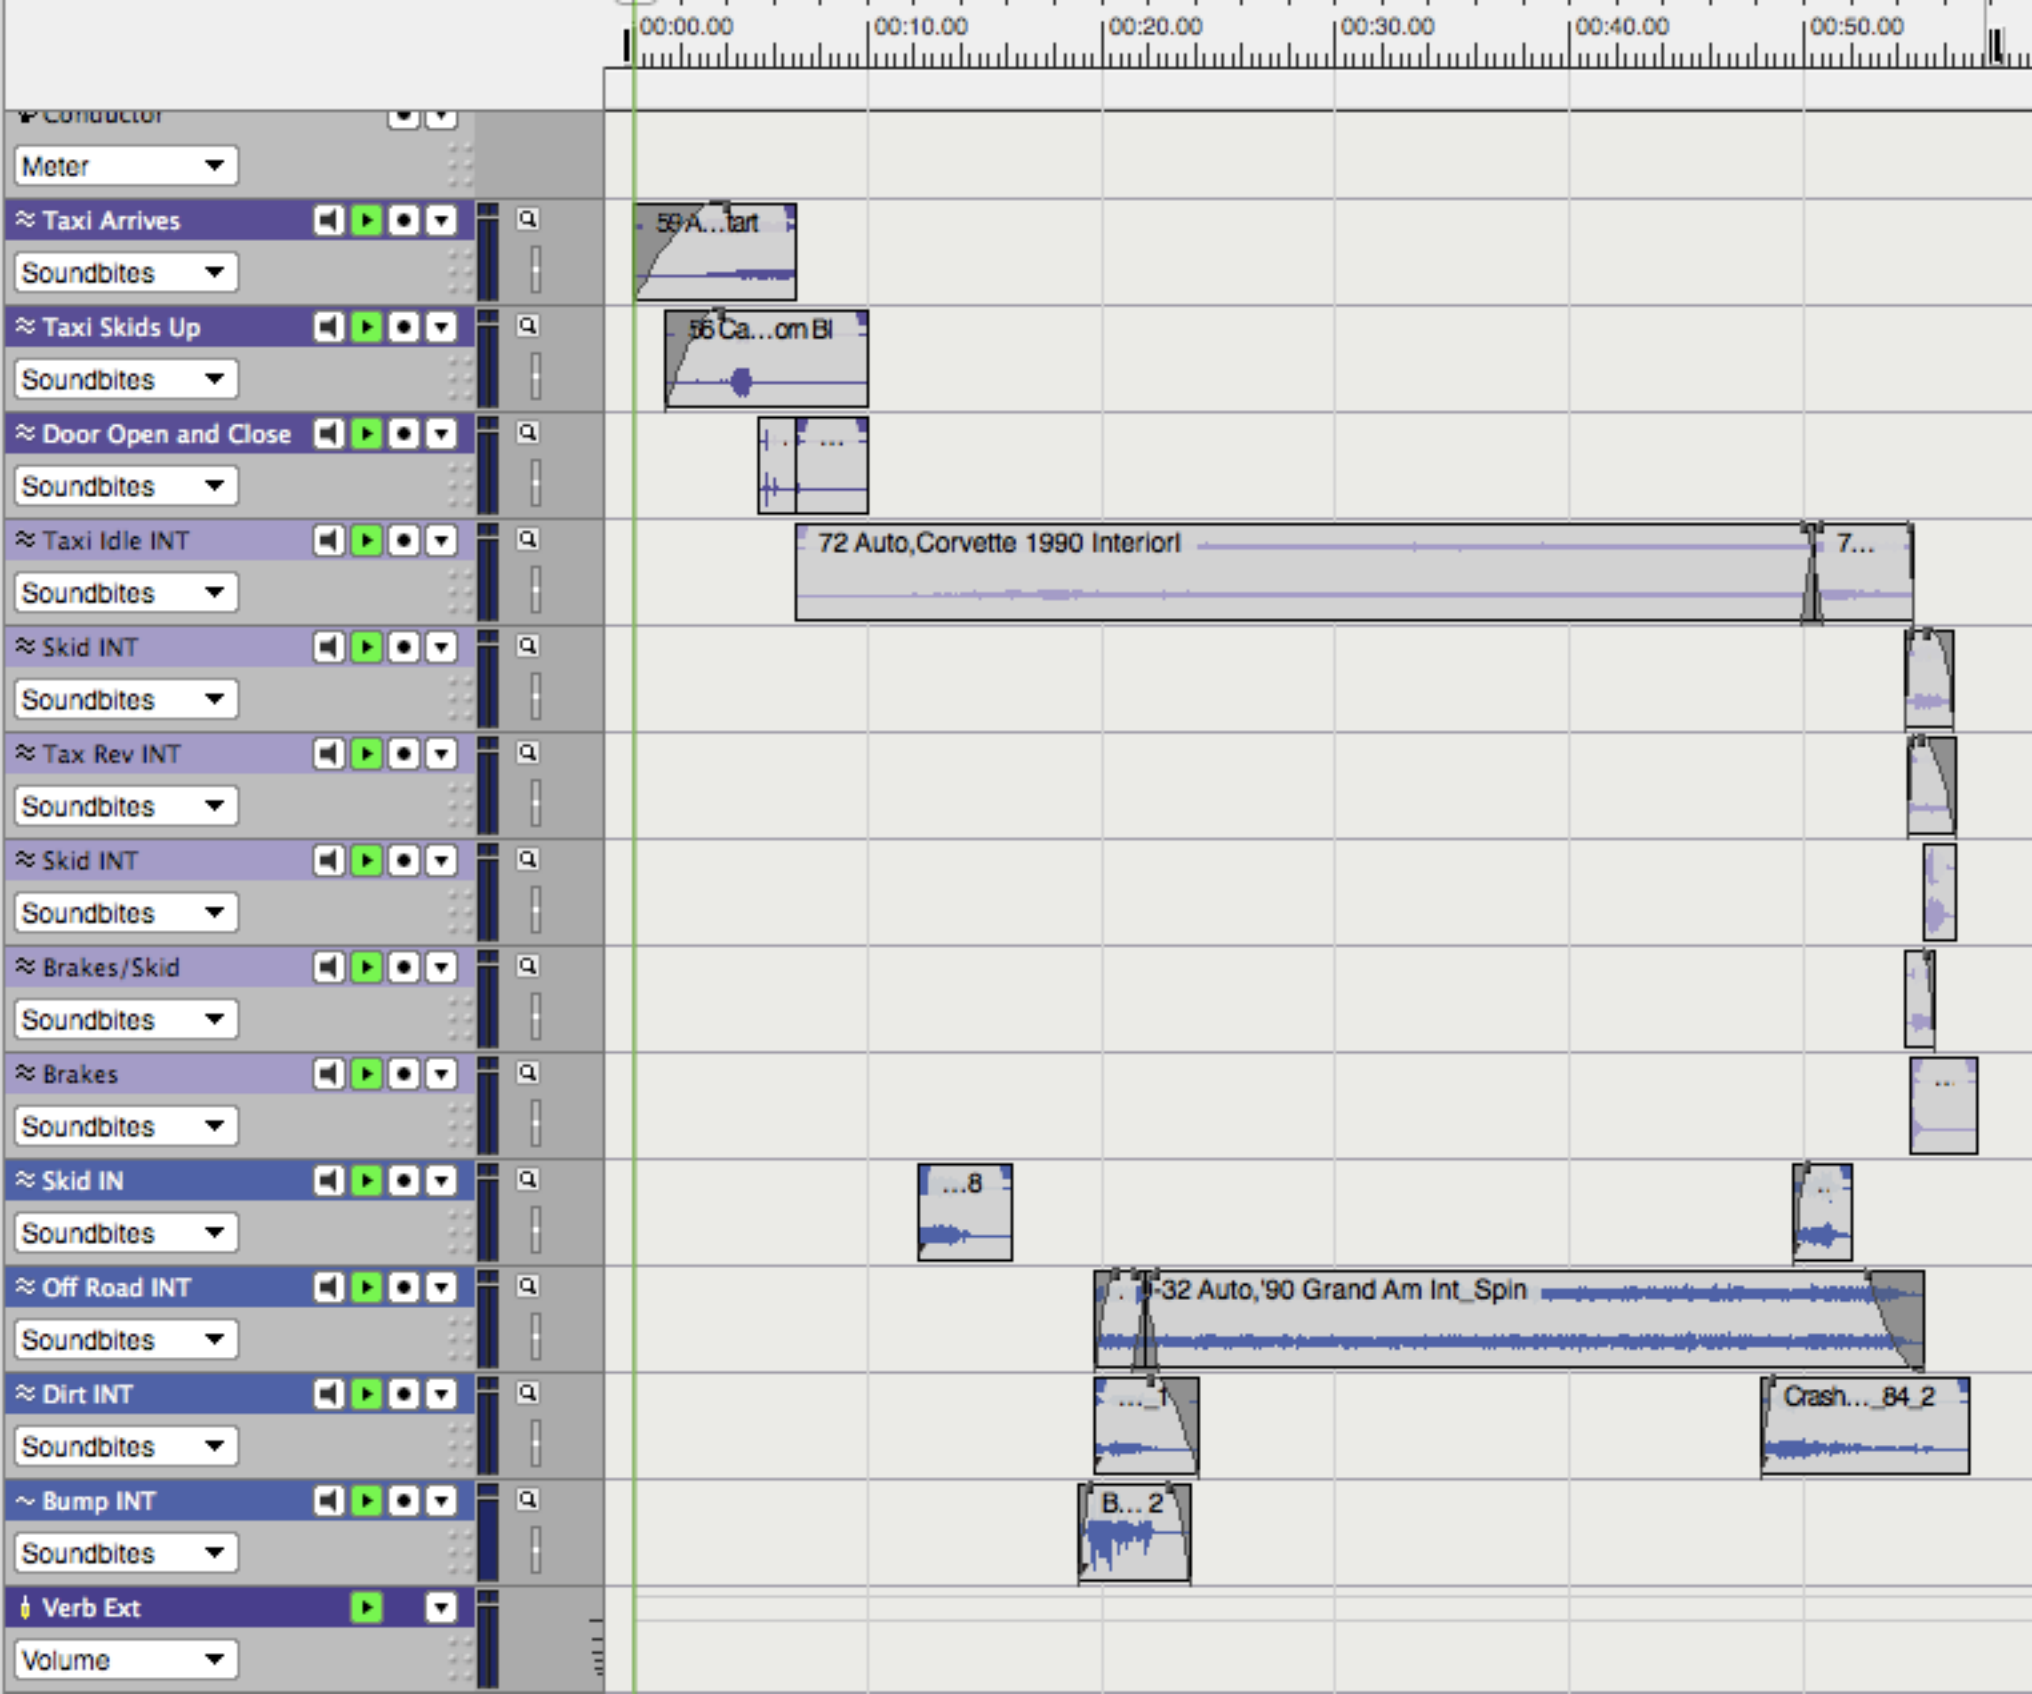 00:00.00 00:10.00 00:20.00 00:30.00 00:40.00 00:50.00
Conductor
Meter
Taxi Arrives
59 A...tart
Soundbites
Taxi Skids Up
56 Ca...orn Bl
Soundbites
Door Open and Close
. ...
Soundbites
Taxi Idle INT
72 Auto,Corvette 1990 InteriorI 7...
Soundbites
Skid INT
Soundbites
Tax Rev INT
Soundbites
Skid INT
Soundbites
Brakes/Skid
Soundbites
Brakes
...
Soundbites
Skid IN
...8 ..
Soundbites
Off Road INT
-32 Auto,'90 Grand Am Int_Spin
Soundbites
Dirt INT
..._1 Crash..._84_2
Soundbites
Bump INT
B... 2
Soundbites
Verb Ext
Volume